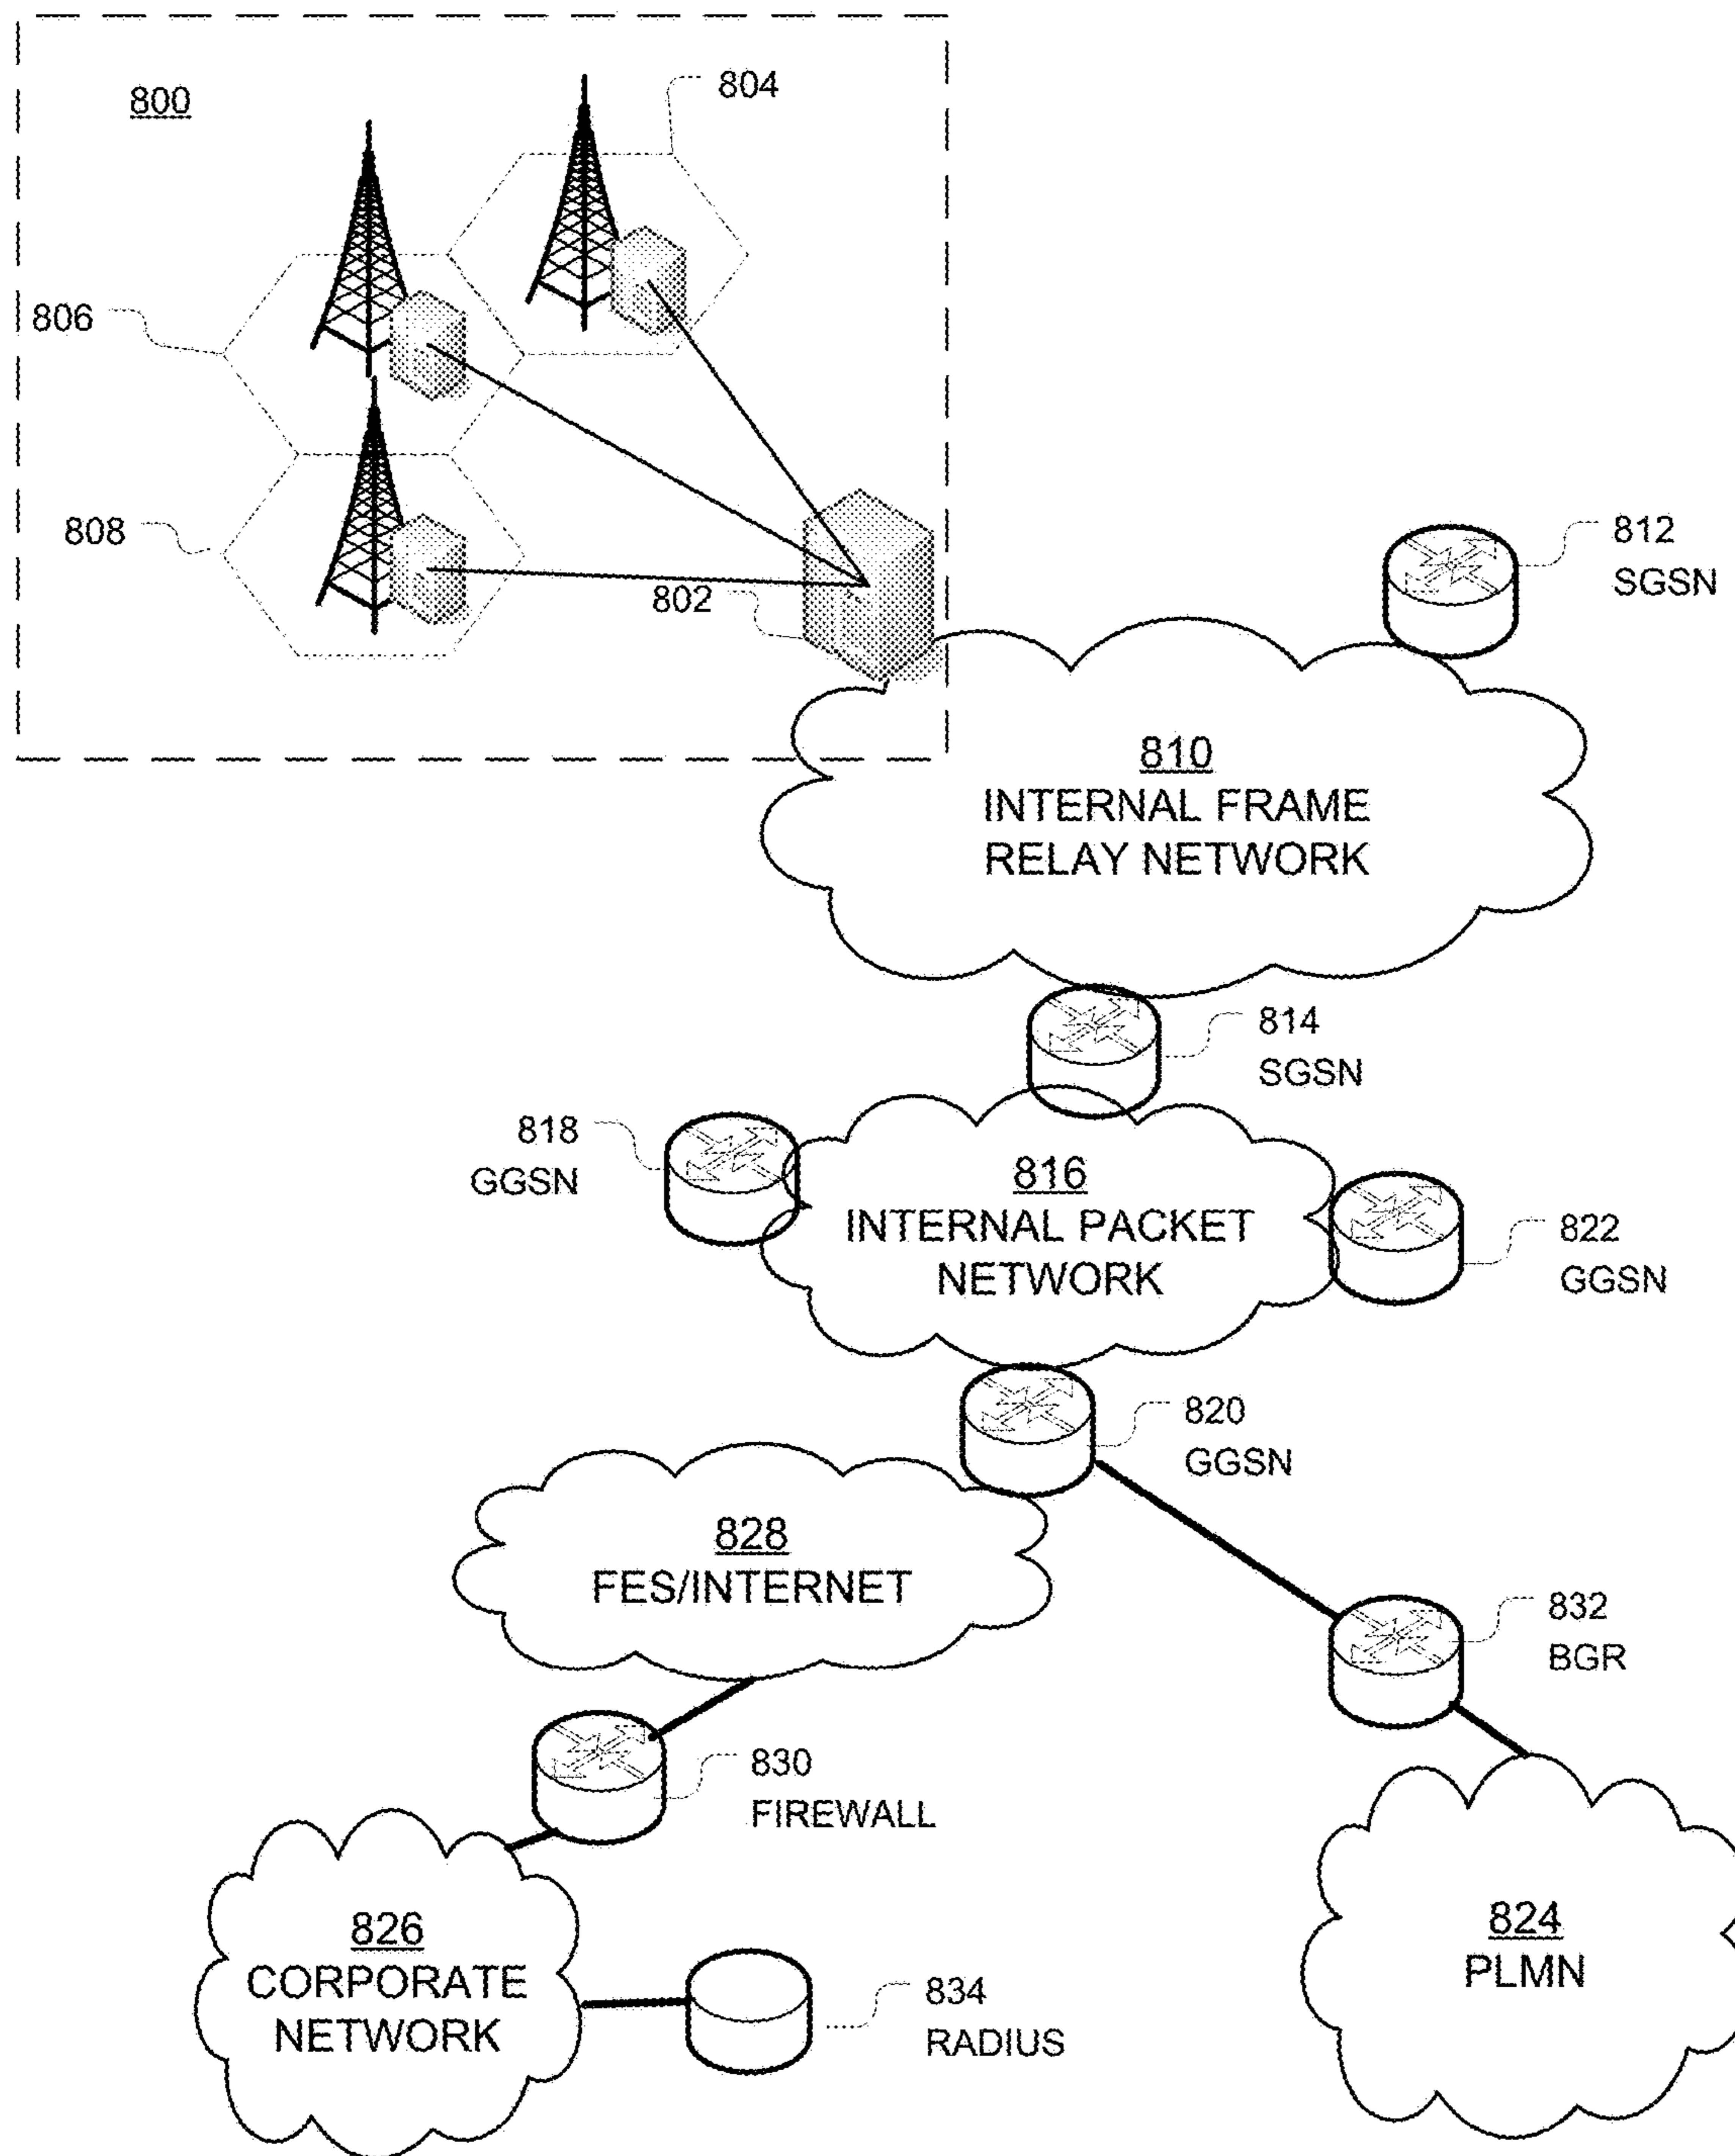 800
804
806
808
802
812
SGSN
810
INTERNAL FRAME
RELAY NETWORK
814
SGSN
818
GGSN
816
INTERNAL PACKET
NETWORK
822
GGSN
820
GGSN
828
FES/INTERNET
832
BGR
830
FIREWALL
824
PLMN
826
CORPORATE
NETWORK
834
RADIUS